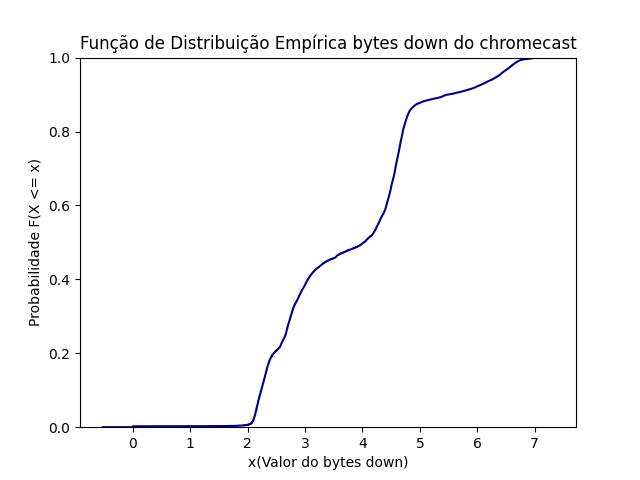 Função de Distribuição Empírica bytes down do chromecast
1.0
0.8
0.6
0.4
0.2
0.0
Probabilidade F(X <= x)
0 1 2 3 4 5 6 7
x(Valor do bytes down)